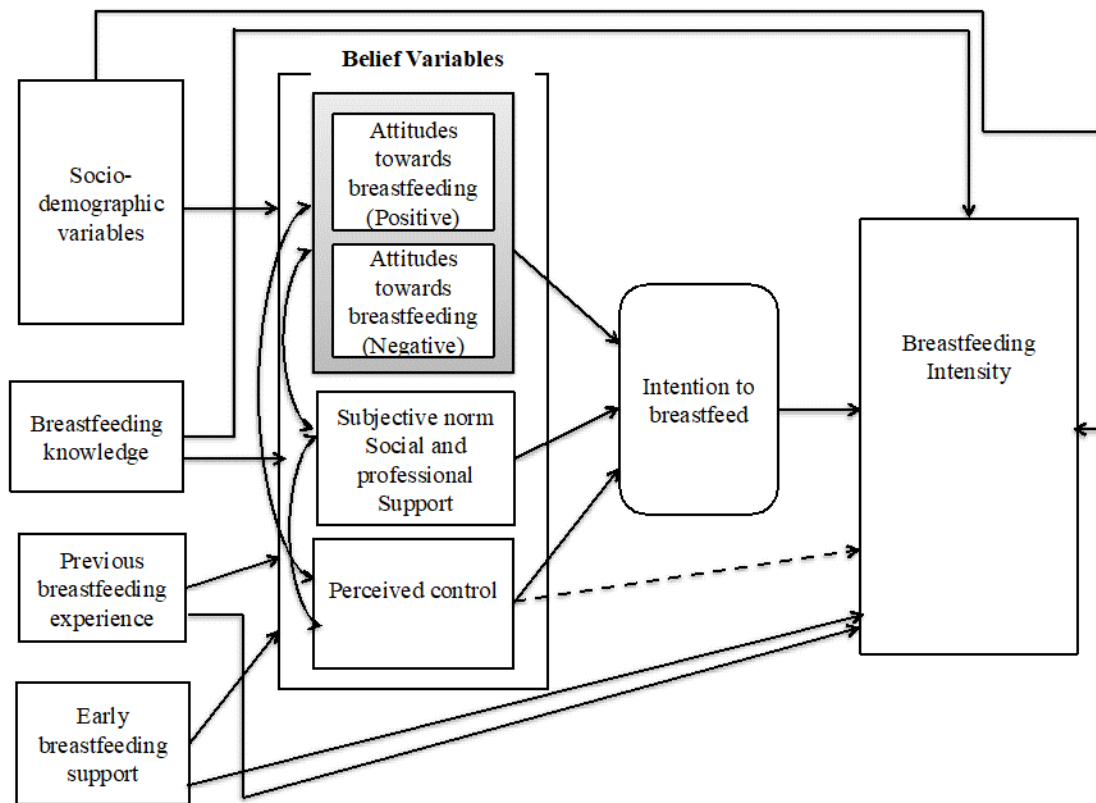 Belief Variables
Socio-
demographic
variables
Attitudes
towards
breastfeeding
(Positive)
Attitudes
towards
breastfeeding
(Negative)
Breastfeeding
knowledge
Subjective norm
Social and
professional
Support
Previous
breastfeeding
experience
Perceived control
Early
breastfeeding
support
Intention to
breastfeed
Breastfeeding
Intensity